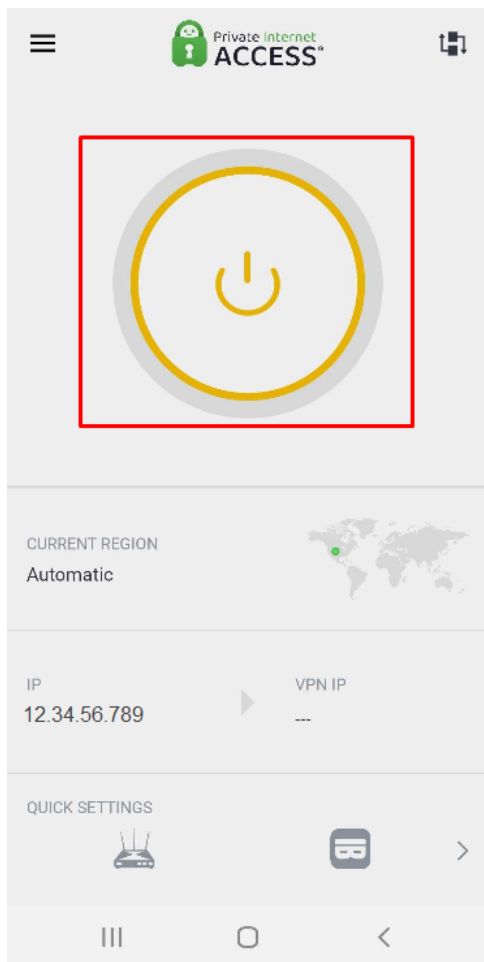 Private Internet
ACCESS®
CURRENT REGION
Automatic
IP
VPN IP
12.34.56.789
---
QUICK SETTINGS